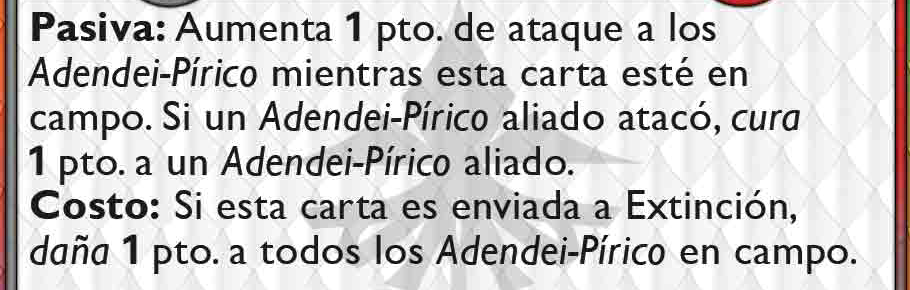 Pasiva: Aumenta 1 pto. de ataque a los
Adendei-Pírico mientras esta carta esté en
campo. Si un Adendei-Pírico aliado atacó, cura
1 pto. a un Adendei-Pírico aliado.
Costo: Si esta carta es enviada a Extinción,
daña 1 pto. a todos los Adendei-Pírico en campo.